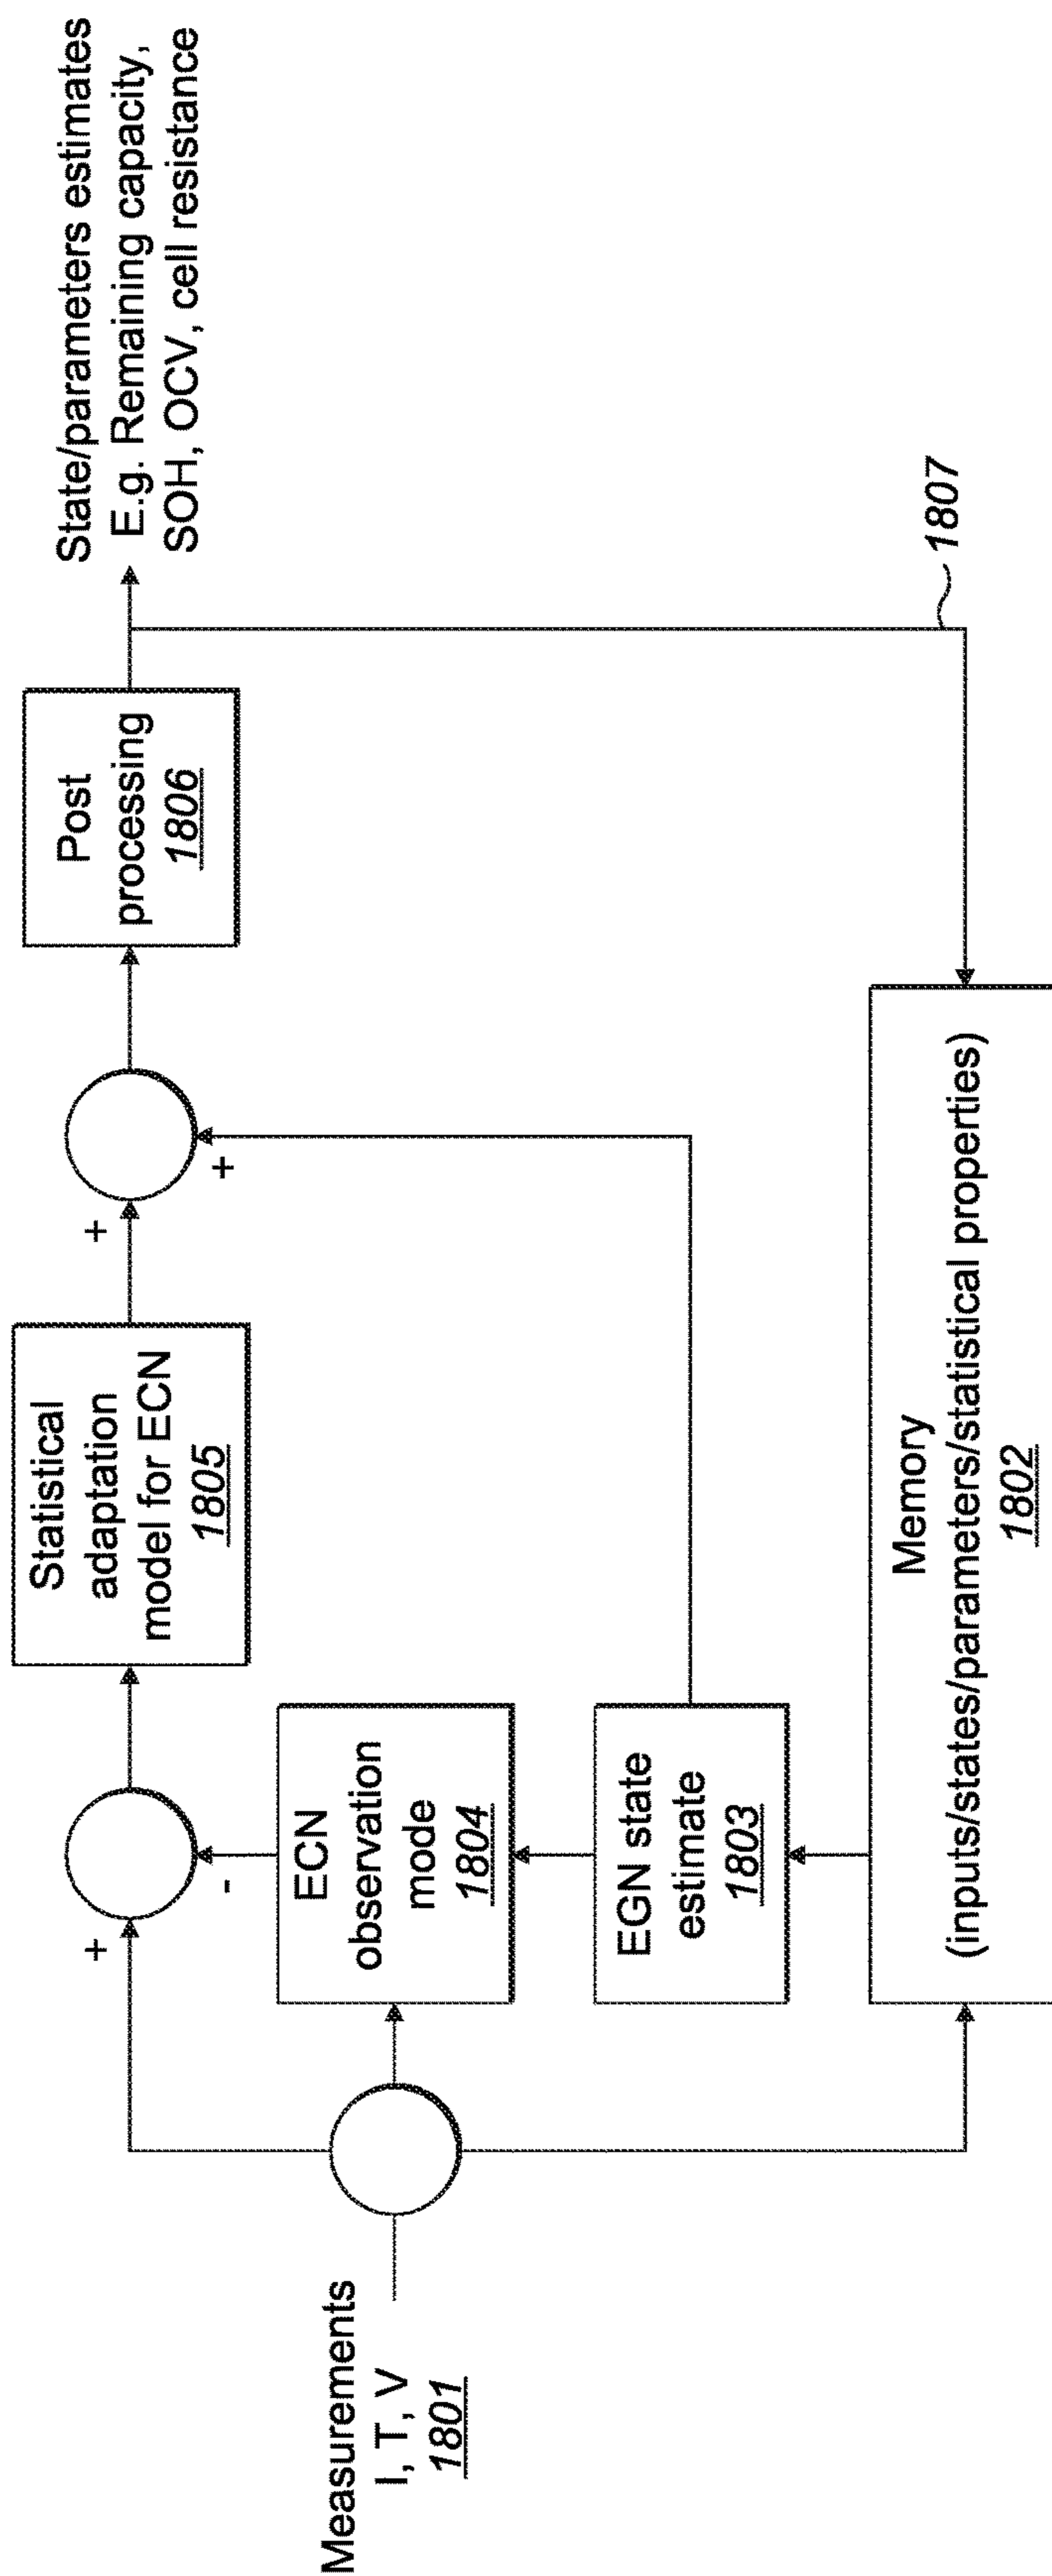 Measurements
I, T, V
1801
+
-
ECN
observation
mode
1804
EGN state
estimate
1803
Memory
(inputs/states/parameters/statistical properties)
1802
Statistical
adaptation
model for ECN
1805
+
+
Post
processing
1806
State/parameters estimates
E.g. Remaining capacity,
SOH, OCV, cell resistance
1807